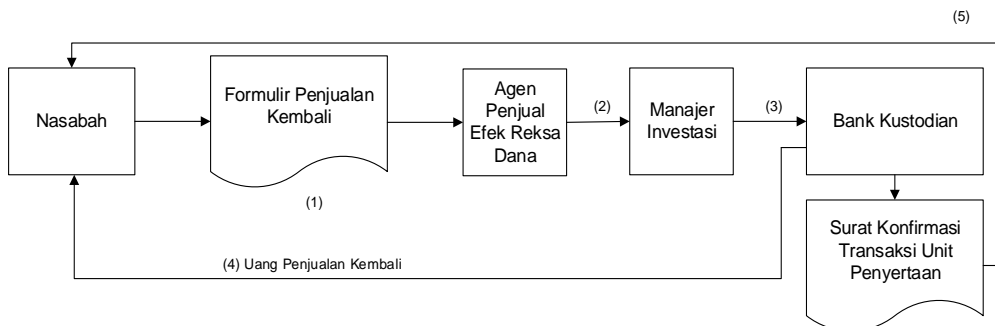 (5)
Nasabah
Formulir Penjualan
Kembali
(1)
Agen
Penjual
Efek Reksa
Dana
(2)
Manajer
Investasi
(3)
Bank Kustodian
(4) Uang Penjualan Kembali
Surat Konfirmasi
Transaksi Unit
Penyertaan